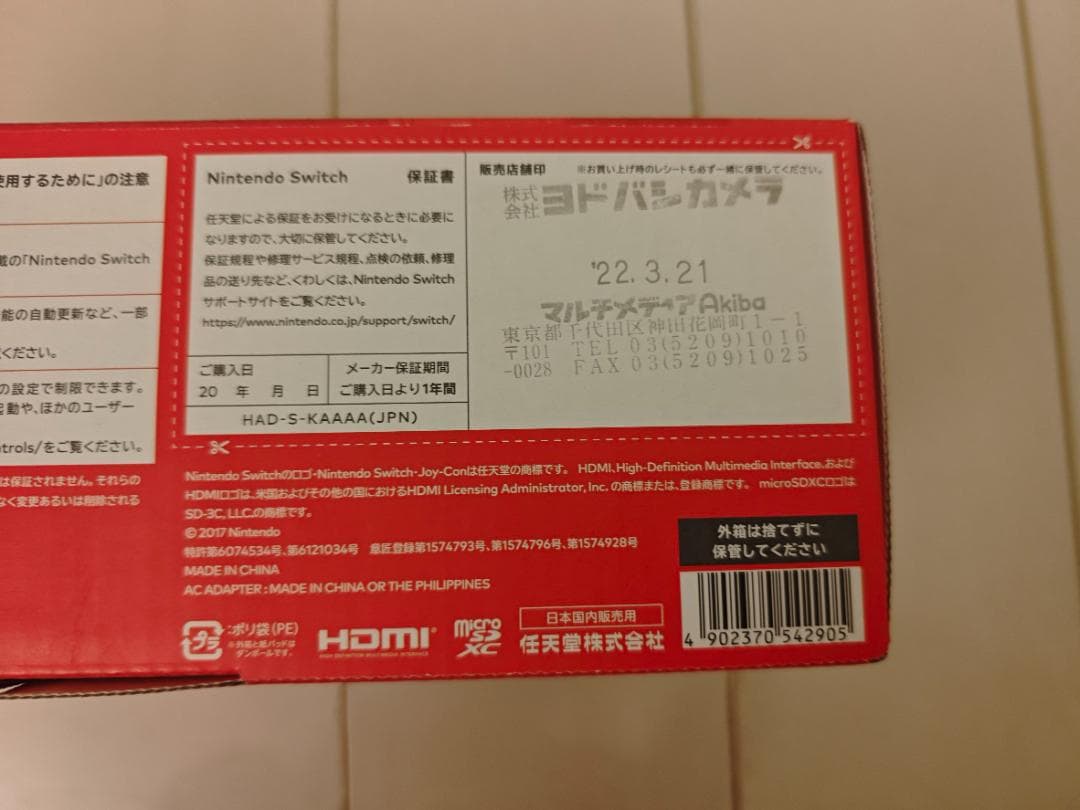 使用するために」の注意
載の「Nintendo Switch
能の自動更新など、一部
ください。
の設定で制限できます。
起動や、ほかのユーザー
ntrols/をご覧ください。
は保証されません。それらの
なく変更あるいは削除される
Nintendo Switch 保証書
任天堂による保証をお受けになるときに必要に
なりますので、大切に保管してください。
保証規程や修理サービス規程、点検の依頼、修理
品の送り先など、くわしくは、Nintendo Switch
サポートサイトをご覧ください。
https://www.nintendo.co.jp/support/switch/
ご購入日
20 年 月 日
メーカー保証期間
ご購入日より1年間
HAD-S-KAAAA(JPN)
販売店舗印 ※お買い上げ時のレシートも必ず一緒に保管してください。
株式会社 ヨドバシカメラ
'22.3.21
マルチメディアAkiba
東京都千代田区神田花岡町1-1
〒101 TEL 03(5209)1010
-0028 FAX 03(5209)1025
Nintendo Switchのロゴ・Nintendo Switch・Joy-Conは任天堂の商標です。 HDMI、High-Definition Multimedia Interface、および
HDMIロゴは、米国およびその他の国におけるHDMI Licensing Administrator, Inc. の商標または、登録商標です。 microSDXCロゴは
SD-3C, LLC.の商標です。
© 2017 Nintendo
特許第6074534号、第6121034号 意匠登録第1574793号、第1574796号、第1574928号
MADE IN CHINA
AC ADAPTER : MADE IN CHINA OR THE PHILIPPINES
プラ
:ポリ袋(PE)
※外箱と紙パッドは
ダンボールです。
HDMI
HIGH-DEFINITION MULTIMEDIA INTERFACE
micro SD XC
日本国内販売用
任天堂株式会社
外箱は捨てずに
保管してください
4 902370 542905